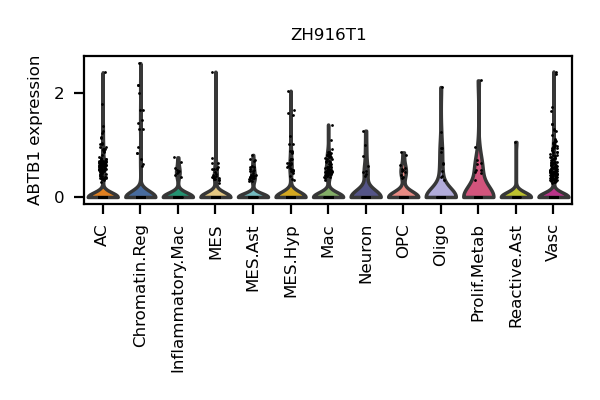 ZH916T1
ABTB1 expression
2
0
AC
Chromatin.Reg
Inflammatory.Mac
MES
MES.Ast
MES.Hyp
Mac
Neuron
OPC
Oligo
Prolif.Metab
Reactive.Ast
Vasc